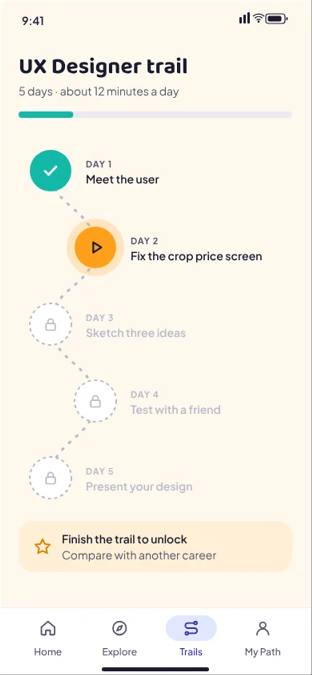 9:41
UX Designer trail
5 days · about 12 minutes a day
DAY 1
Meet the user
DAY 2
Fix the crop price screen
DAY 3
Sketch three ideas
DAY 4
Test with a friend
DAY 5
Present your design
Finish the trail to unlock
Compare with another career
Home
Explore
Trails
My Path